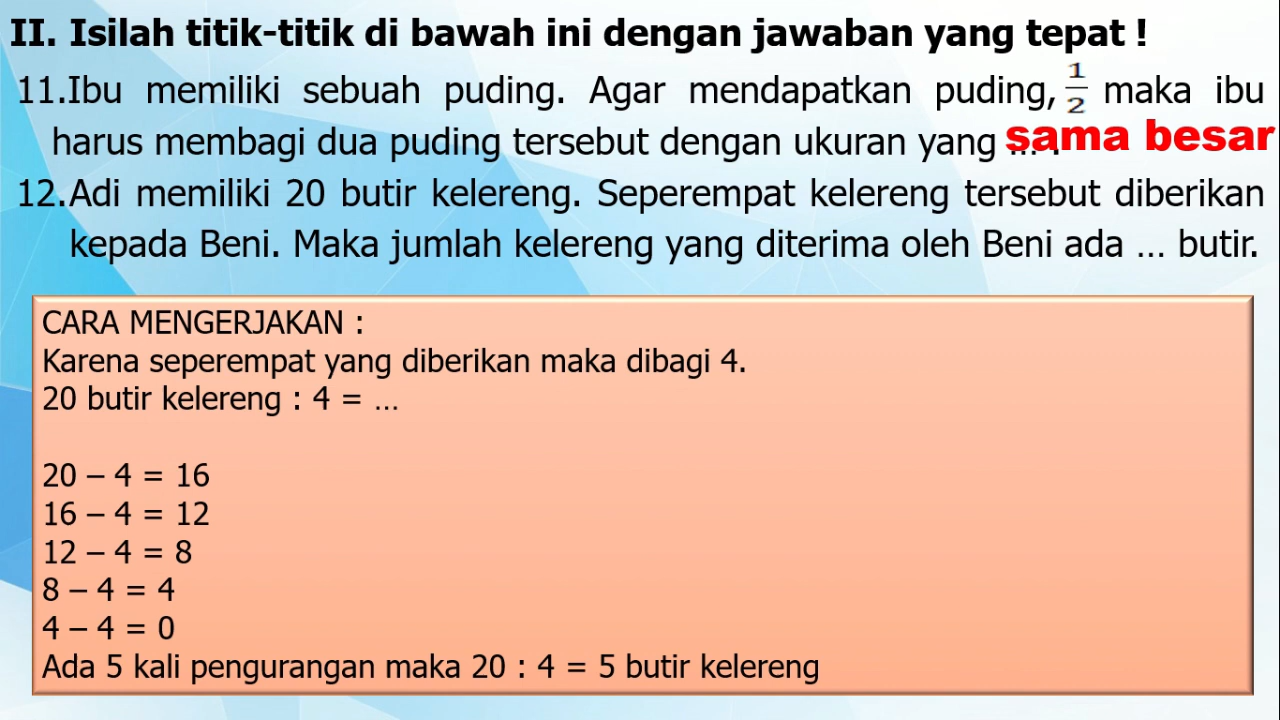 II. Isilah titik-titik di bawah ini dengan jawaban yang tepat !
11.Ibu memiliki sebuah puding. Agar mendapatkan puding, 1/2 maka ibu
harus membagi dua puding tersebut dengan ukuran yang ... . sama besar
12.Adi memiliki 20 butir kelereng. Seperempat kelereng tersebut diberikan
kepada Beni. Maka jumlah kelereng yang diterima oleh Beni ada ... butir.
CARA MENGERJAKAN :
Karena seperempat yang diberikan maka dibagi 4.
20 butir kelereng : 4 = ...
20 – 4 = 16
16 – 4 = 12
12 – 4 = 8
8 – 4 = 4
4 – 4 = 0
Ada 5 kali pengurangan maka 20 : 4 = 5 butir kelereng